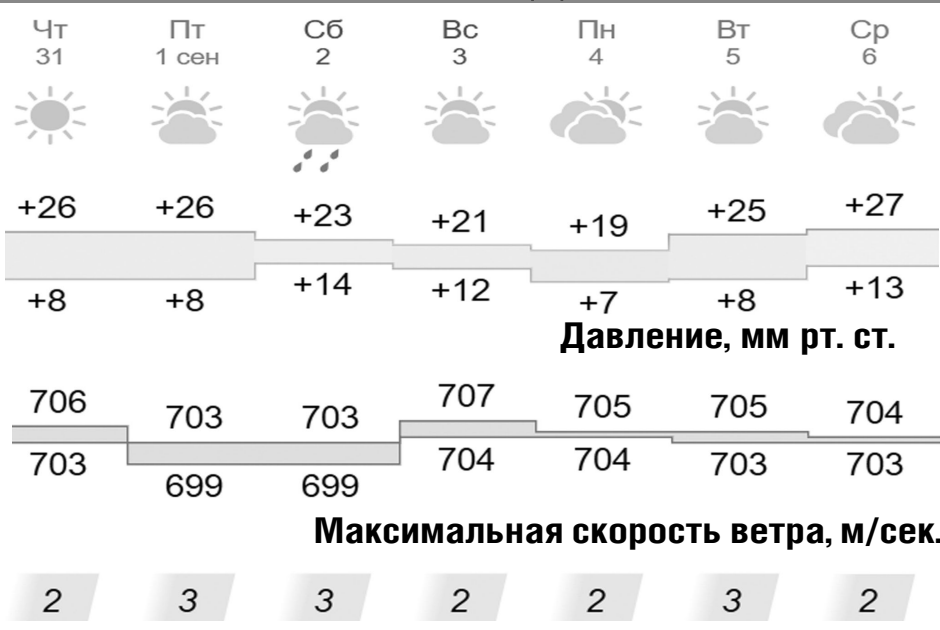 Чт Пт Сб Вс Пн Вт Ср
31 1 сен 2 3 4 5 6
+26 +26 +23 +21 +19 +25 +27
+8 +8 +14 +12 +7 +8 +13
Давление, мм рт. ст.
706 703 703 707 705 705 704
703 699 699 704 704 703 703
Максимальная скорость ветра, м/сек.
2 3 3 2 2 3 2